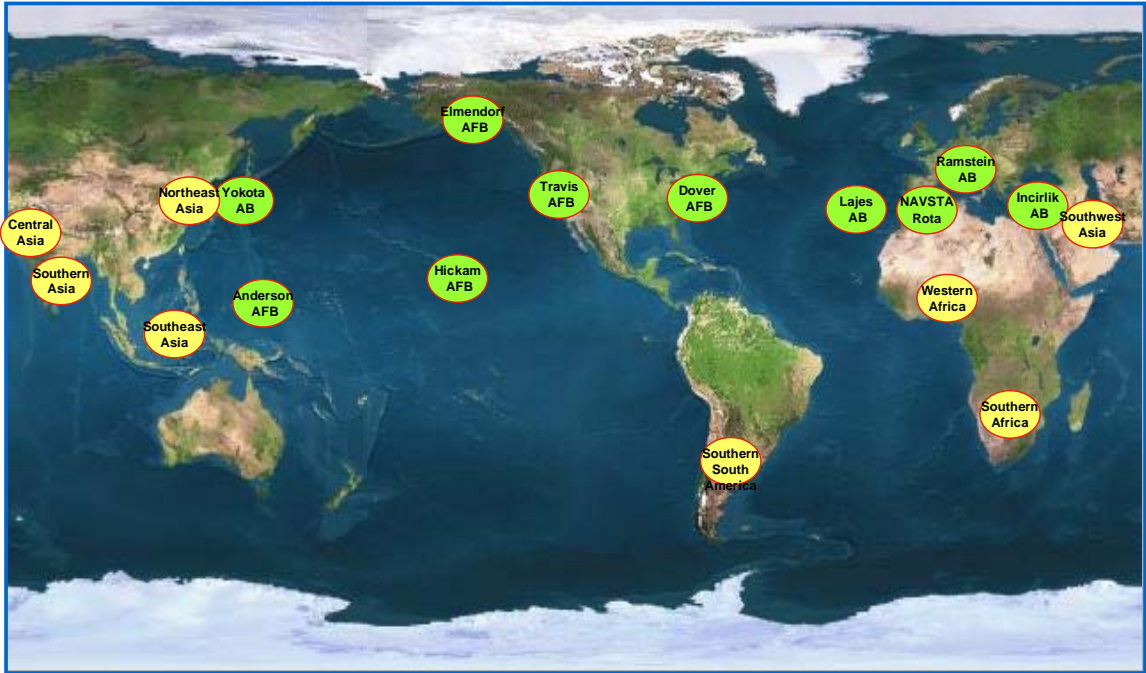 Elmendorf
AFB
Ramstein
AB
Northeast
Asia
Yokota
AB
Travis
AFB
Dover
AFB
Lajes
AB
NAVSTA
Rota
Incirlik
AB
Southwest
Asia
Central
Asia
Southern
Asia
Hickam
AFB
Anderson
AFB
Western
Africa
Southeast
Asia
Southern
Africa
Southern
South
America